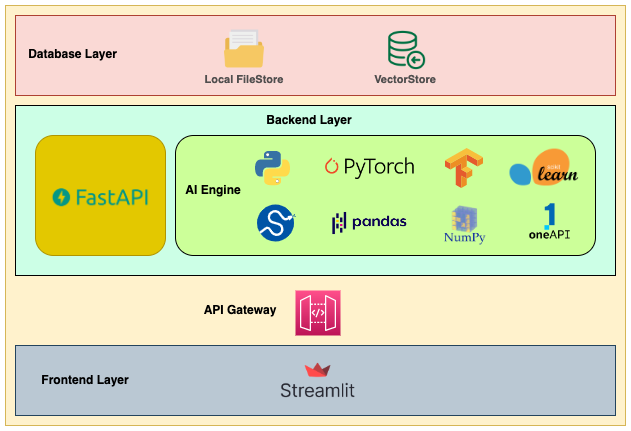 Database Layer
Local FileStore
VectorStore
Backend Layer
FastAPI
AI Engine
PyTorch
scikit
learn
pandas
NumPy
1
oneAPI
API Gateway
</>
Frontend Layer
Streamlit